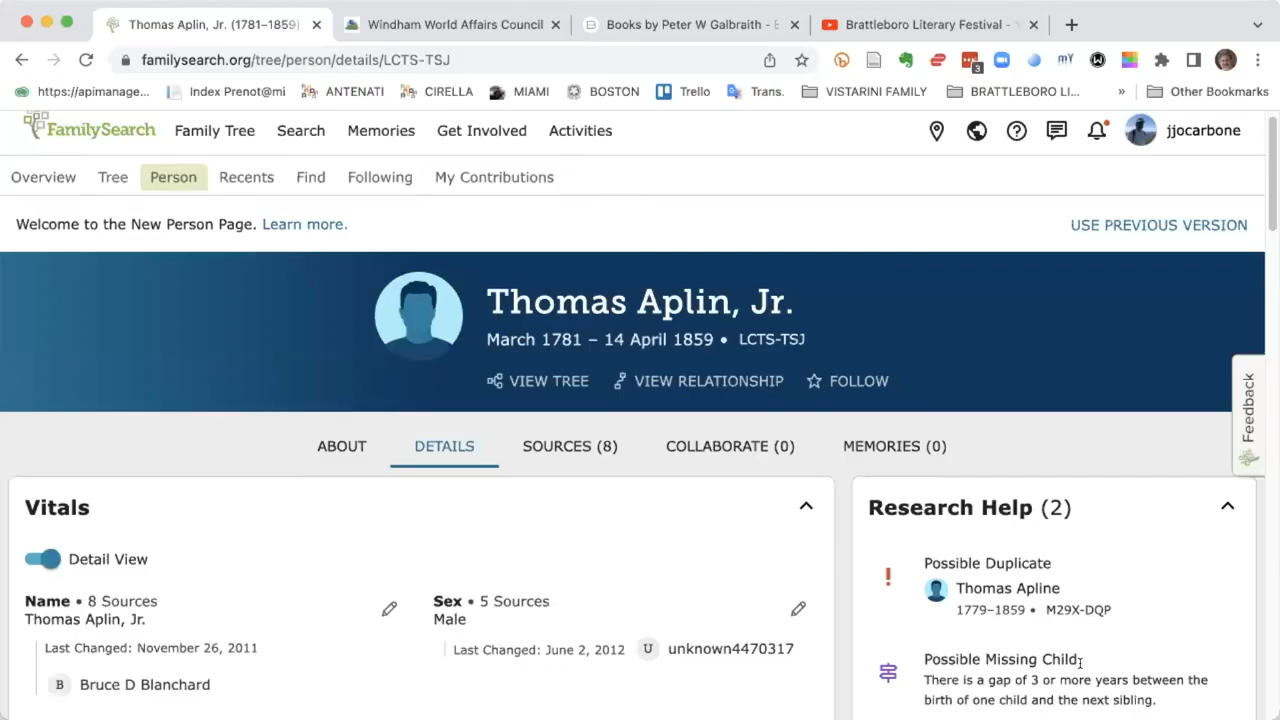 Thomas Aplin, Jr. (1781–1859) Windham World Affairs Council Books by Peter W Galbraith - Brattleboro Literary Festival -
familysearch.org/tree/person/details/LCTS-TSJ
3 mY
https://apimanage... Index Prenot@mi ANTENATI CIRELLA MIAMI BOSTON Trello Trans. VISTARINI FAMILY BRATTLEBORO LI... » Other Bookmarks
FamilySearch Family Tree Search Memories Get Involved Activities jjocarbone
Overview Tree Person Recents Find Following My Contributions
Welcome to the New Person Page. Learn more. USE PREVIOUS VERSION
Thomas Aplin, Jr.
March 1781 – 14 April 1859 • LCTS-TSJ
VIEW TREE VIEW RELATIONSHIP FOLLOW
Feedback
ABOUT DETAILS SOURCES (8) COLLABORATE (0) MEMORIES (0)
Vitals
Detail View
Name • 8 Sources
Thomas Aplin, Jr.
Last Changed: November 26, 2011
B Bruce D Blanchard
Sex • 5 Sources
Male
Last Changed: June 2, 2012 U unknown4470317
Research Help (2)
Possible Duplicate
Thomas Apline
1779–1859 • M29X-DQP
Possible Missing Child
There is a gap of 3 or more years between the
birth of one child and the next sibling.